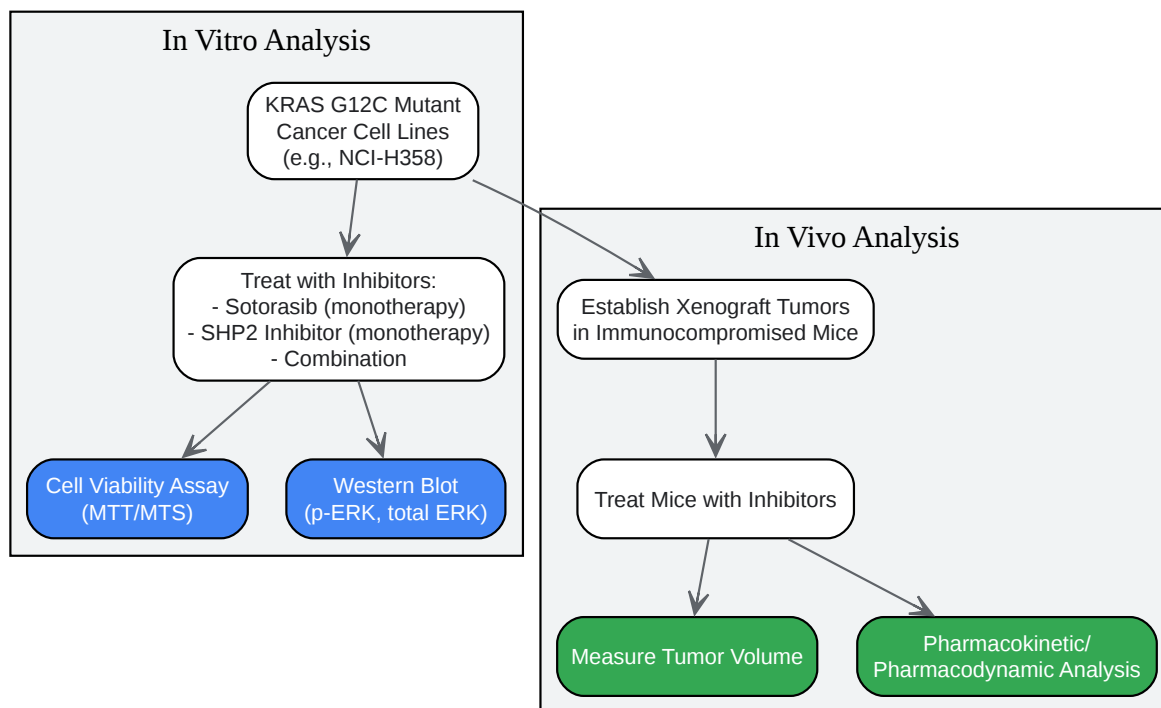 In Vitro Analysis
KRAS G12C Mutant
Cancer Cell Lines
(e.g., NCI-H358)
Treat with Inhibitors:
- Sotorasib (monotherapy)
- SHP2 Inhibitor (monotherapy)
- Combination
Cell Viability Assay
(MTT/MTS)
Western Blot
(p-ERK, total ERK)
In Vivo Analysis
Establish Xenograft Tumors
in Immunocompromised Mice
Treat Mice with Inhibitors
Measure Tumor Volume
Pharmacokinetic/
Pharmacodynamic Analysis